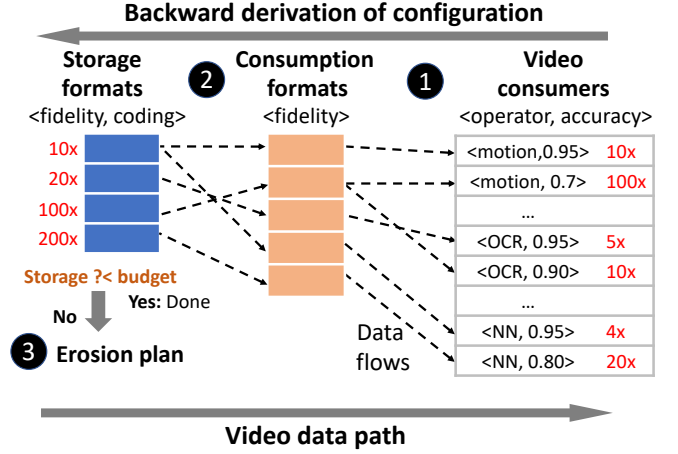 Backward derivation of configuration
Storage formats
<fidelity, coding>
2
Consumption formats
<fidelity>
1
Video consumers
<operator, accuracy>
10x
20x
100x
200x
<motion,0.95> 10x
<motion, 0.7> 100x
...
<OCR, 0.95> 5x
<OCR, 0.90> 10x
...
<NN, 0.95> 4x
<NN, 0.80> 20x
Storage ?< budget
No
Yes: Done
3 Erosion plan
Data
flows
Video data path